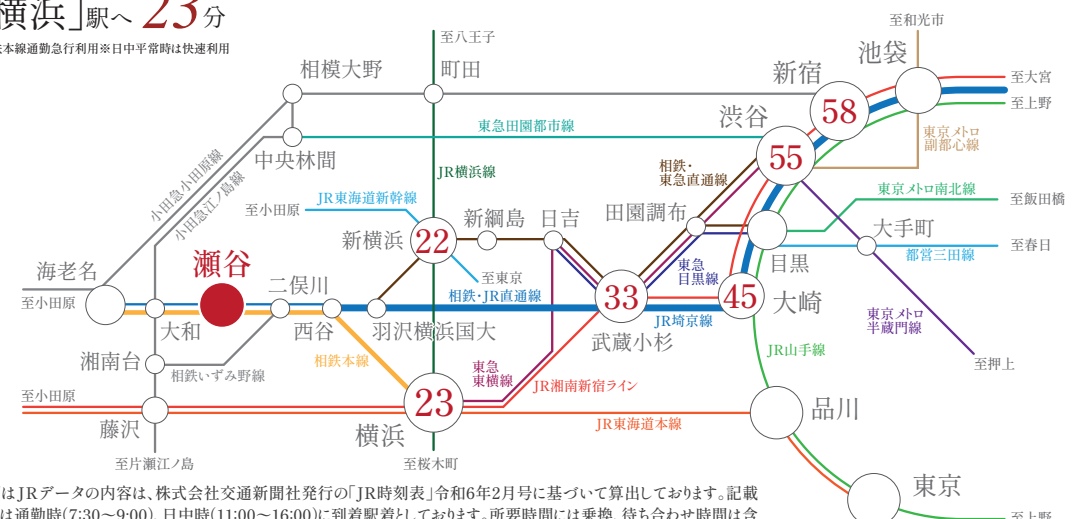 横浜」駅へ 23分
鉄本線通勤急行利用※日中平常時は快速利用
至八王子
至和光市
相模大野
町田
新宿
池袋
至大宮
58
至上野
渋谷
東急田園都市線
東京メトロ
副都心線
中央林間
55
小田急小田原線
JR横浜線
相鉄・
東急直通線
小田急江ノ島線
JR東海道新幹線
東京メトロ南北線
至飯田橋
至小田原
新綱島
日吉
田園調布
大手町
新横浜
22
至春日
都営三田線
瀬谷
目黒
海老名
至東京
東急
目黒線
二俣川
相鉄・JR直通線
至小田原
33
45
大崎
大和
西谷
羽沢横浜国大
JR埼京線
東京メトロ
半蔵門線
武蔵小杉
湘南台
相鉄本線
JR山手線
相鉄いずみ野線
東急
東横線
至押上
JR湘南新宿ライン
至小田原
23
品川
藤沢
横浜
JR東海道本線
至片瀬江ノ島
至桜木町
東京
はJRデータの内容は、株式会社交通新聞社発行の「JR時刻表」令和6年2月号に基づいて算出しております。記載
は通勤時(7:30〜9:00)、日中時(11:00〜16:00)に到着駅着としております。所要時間には乗換、待ち合わせ時間は含
至上野